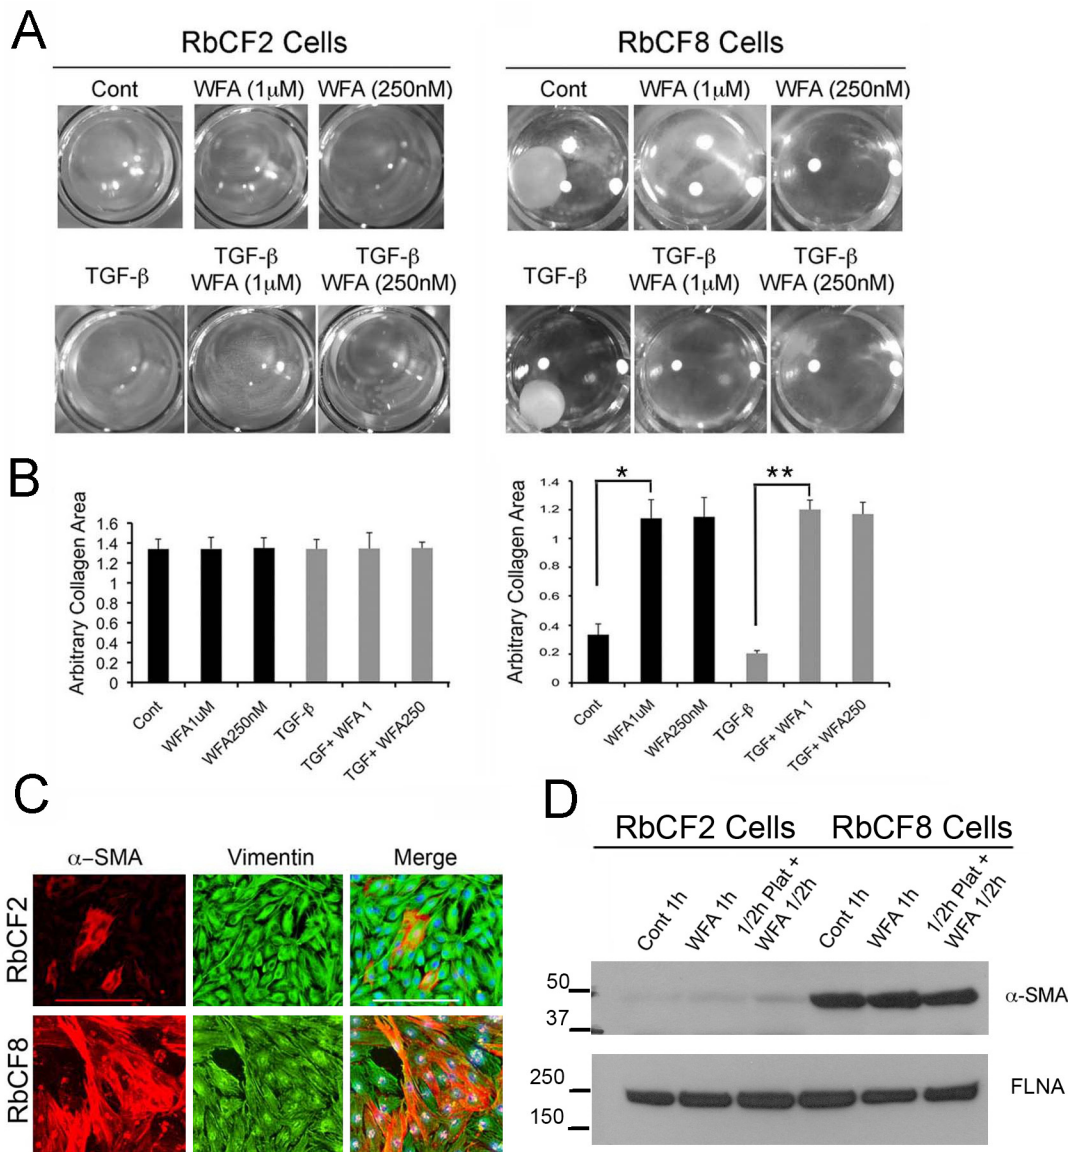 A
RbCF2 Cells
RbCF8 Cells
Cont
WFA (1μM)
WFA (250nM)
Cont
WFA (1μM)
WFA (250nM)
TGF-β
TGF-β
WFA (1μM)
TGF-β
WFA (250nM)
TGF-β
TGF-β
WFA (1μM)
TGF-β
WFA (250nM)
B
Arbitrary Collagen Area
1.6
1.4
1.2
1
0.8
0.6
0.4
0.2
0
Cont
WFA1uM
WFA250nM
TGF-β
TGF+ WFA 1
TGF+ WFA250
Arbitrary Collagen Area
1.4
1.2
1
0.8
0.6
0.4
0.2
0
*
**
Cont
WFA1uM
WFA250nM
TGF-β
TGF+ WFA 1
TGF+ WFA250
C
α–SMA
Vimentin
Merge
RbCF2
RbCF8
D
RbCF2 Cells
RbCF8 Cells
Cont 1h
WFA 1h
1/2h Plat +
WFA 1/2h
Cont 1h
WFA 1h
1/2h Plat +
WFA 1/2h
50
37
α-SMA
250
150
FLNA